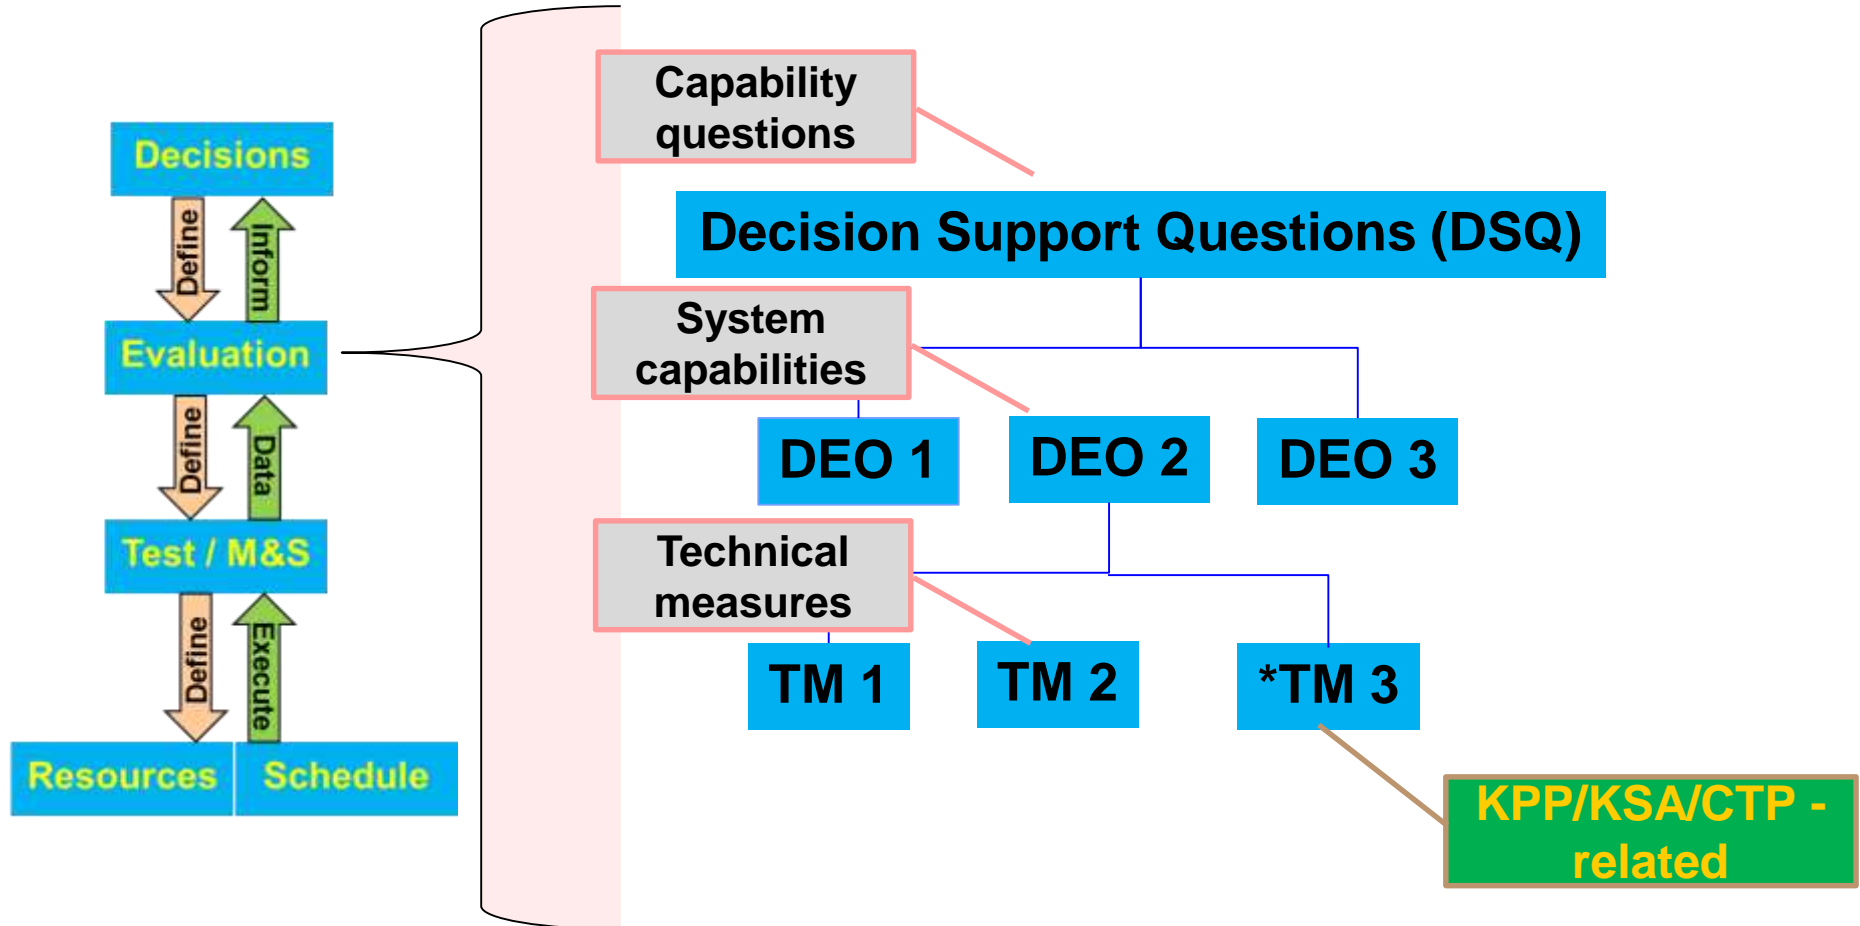 Decisions
Define
Inform
Evaluation
Define
Data
Test / M&S
Define
Execute
Resources
Schedule
Capability
questions
Decision Support Questions (DSQ)
System
capabilities
DEO 1
DEO 2
DEO 3
Technical
measures
TM 1
TM 2
*TM 3
KPP/KSA/CTP -
related